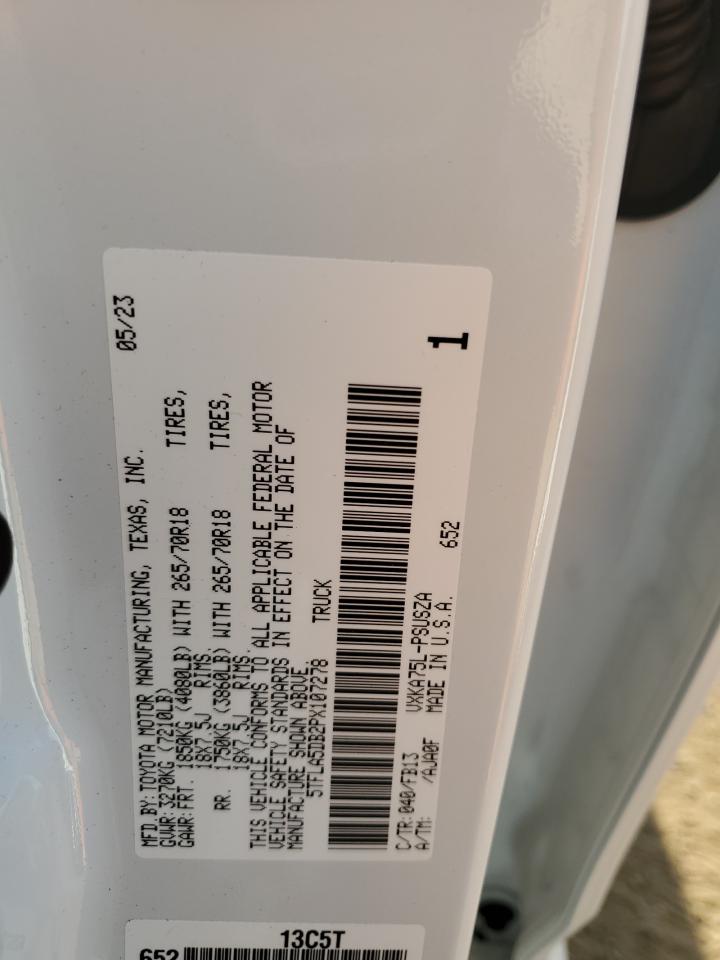 05/23
MFD.BY:TOYOTA MOTOR MANUFACTURING, TEXAS, INC.
GVWR:3270KG (7210LB)
GAWR:FRT. 1850KG (4080LB) WITH 265/70R18 TIRES,
18X7.5J RIMS.
RR. 1750KG (3860LB) WITH 265/70R18 TIRES,
18X7.5J RIMS.
THIS VEHICLE CONFORMS TO ALL APPLICABLE FEDERAL MOTOR
VEHICLE SAFETY STANDARDS IN EFFECT ON THE DATE OF
MANUFACTURE SHOWN ABOVE.
5TFLA5DB2PX107278 TRUCK
C/TR:040/FB13 VXKA75L-PSUSZA 652
A/TM: /AJA0F MADE IN U.S.A.
1
13C5T
652